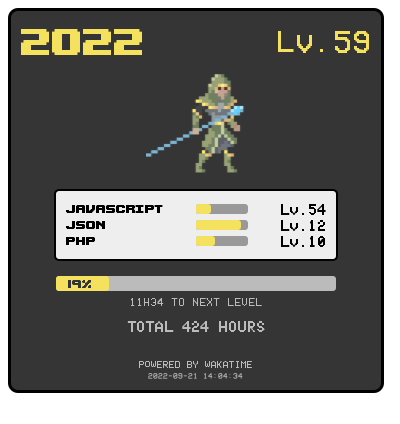 2022 Lv.59
JAVASCRIPT Lv.54
JSON Lv.12
PHP Lv.10
19%
11H34 TO NEXT LEVEL
TOTAL 424 HOURS
POWERED BY WAKATIME
2022-09-21 14:04:34